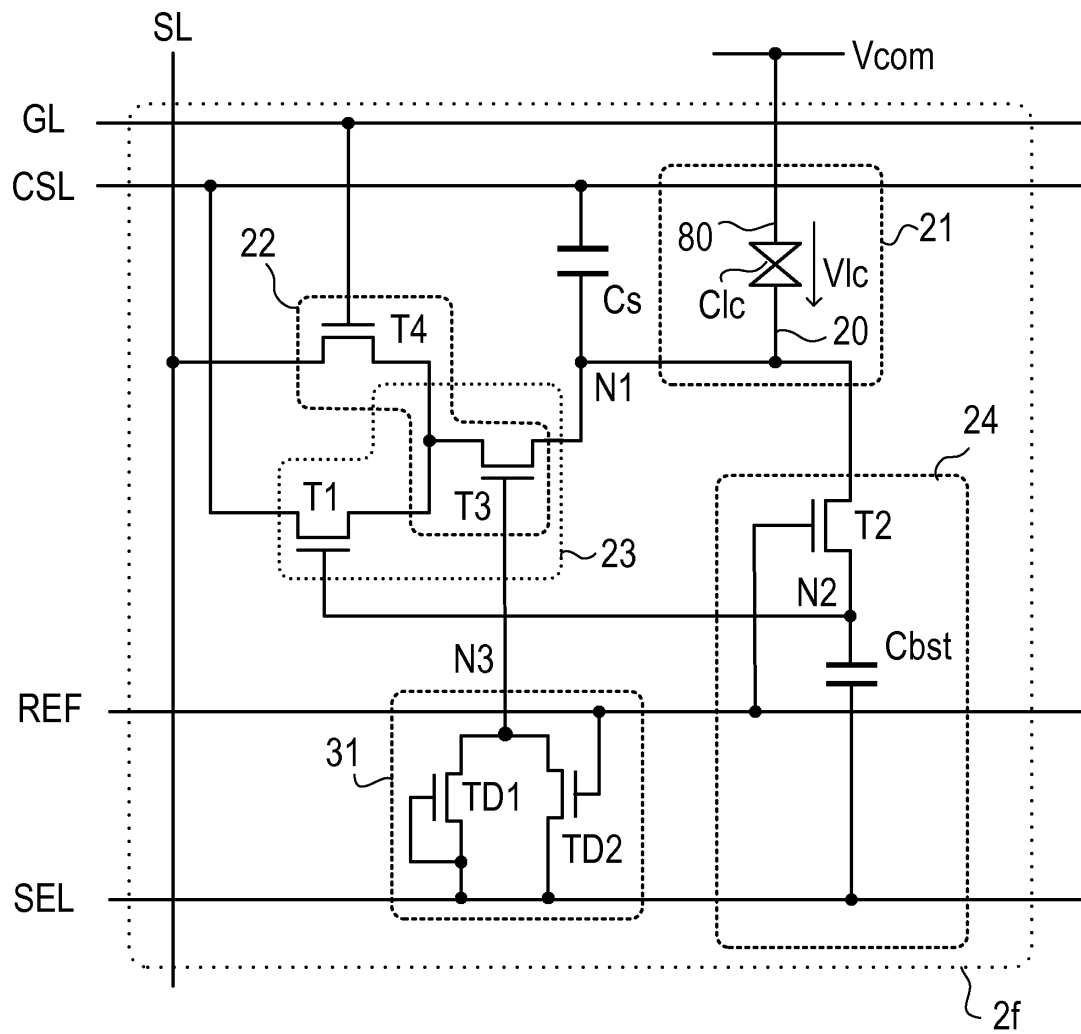 SL
Vcom
GL
CSL
22
80
21
Clc
Vlc
Cs
T4
20
N1
24
T1
T3
T2
23
N2
Cbst
N3
REF
31
TD1
TD2
SEL
2f